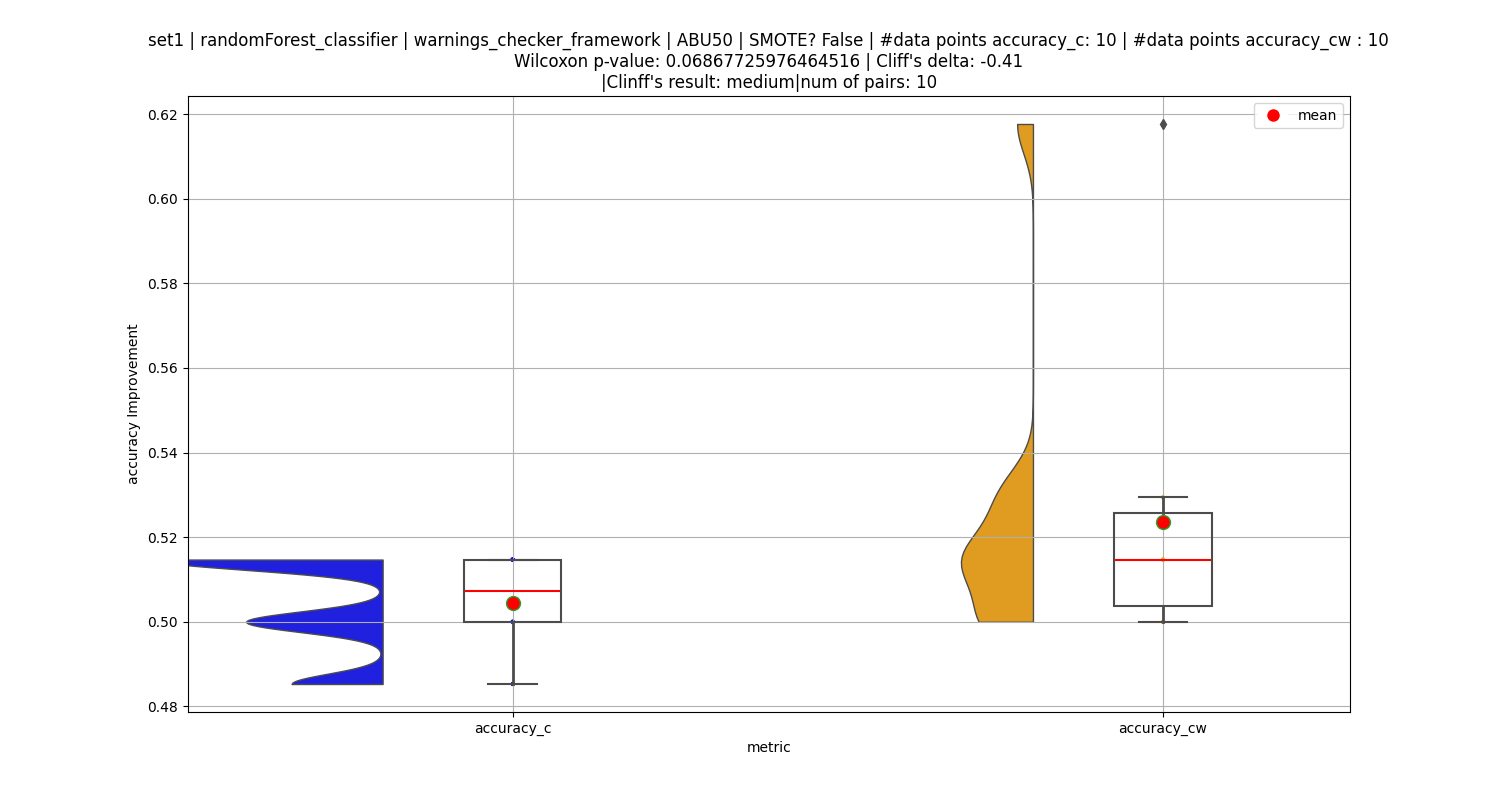 set1 | randomForest_classifier | warnings_checker_framework | ABU50 | SMOTE? False | #data points accuracy_c: 10 | #data points accuracy_cw : 10
Wilcoxon p-value: 0.06867725976464516 | Cliff's delta: -0.41
|Clinff's result: medium|num of pairs: 10
mean
0.62
0.60
0.58
0.56
0.54
0.52
0.50
0.48
accuracy Improvement
accuracy_c
accuracy_cw
metric